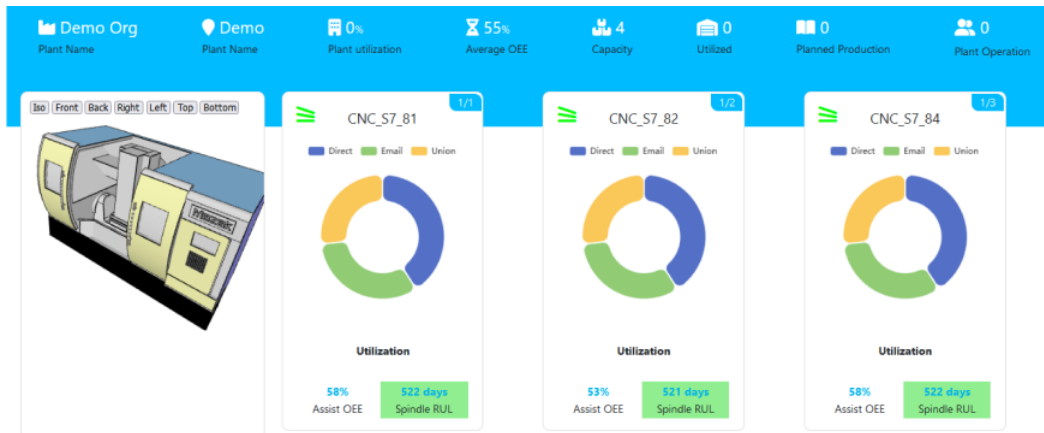 Demo Org
Plant Name
Demo
Plant Name
0%
Plant utilization
55%
Average OEE
4
Capacity
0
Utilized
0
Planned Production
0
Plant Operation
Iso Front Back Right Left Top Bottom
Mazak
1/1
CNC_S7_81
Direct Email Union
Utilization
58%
Assist OEE
522 days
Spindle RUL
1/2
CNC_S7_82
Direct Email Union
Utilization
53%
Assist OEE
521 days
Spindle RUL
1/3
CNC_S7_84
Direct Email Union
Utilization
58%
Assist OEE
522 days
Spindle RUL